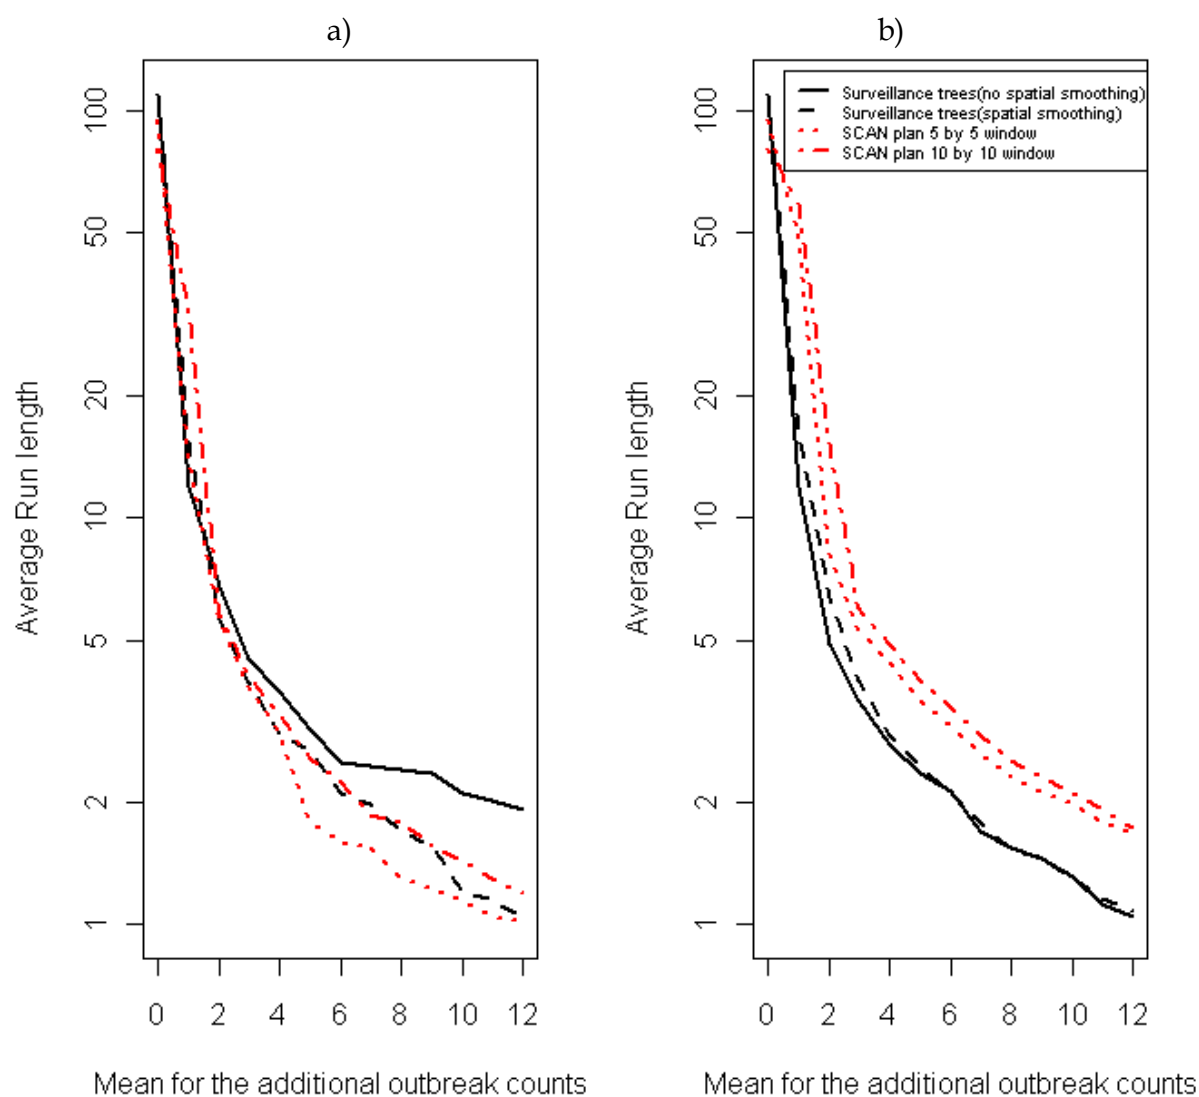 a)
100
50
20
10
5
2
1
Average Run length
0 2 4 6 8 10 12
Mean for the additional outbreak counts
b)
Surveillance trees(no spatial smoothing)
Surveillance trees(spatial smoothing)
SCAN plan 5 by 5 window
SCAN plan 10 by 10 window
100
50
20
10
5
2
1
Average Run length
0 2 4 6 8 10 12
Mean for the additional outbreak counts